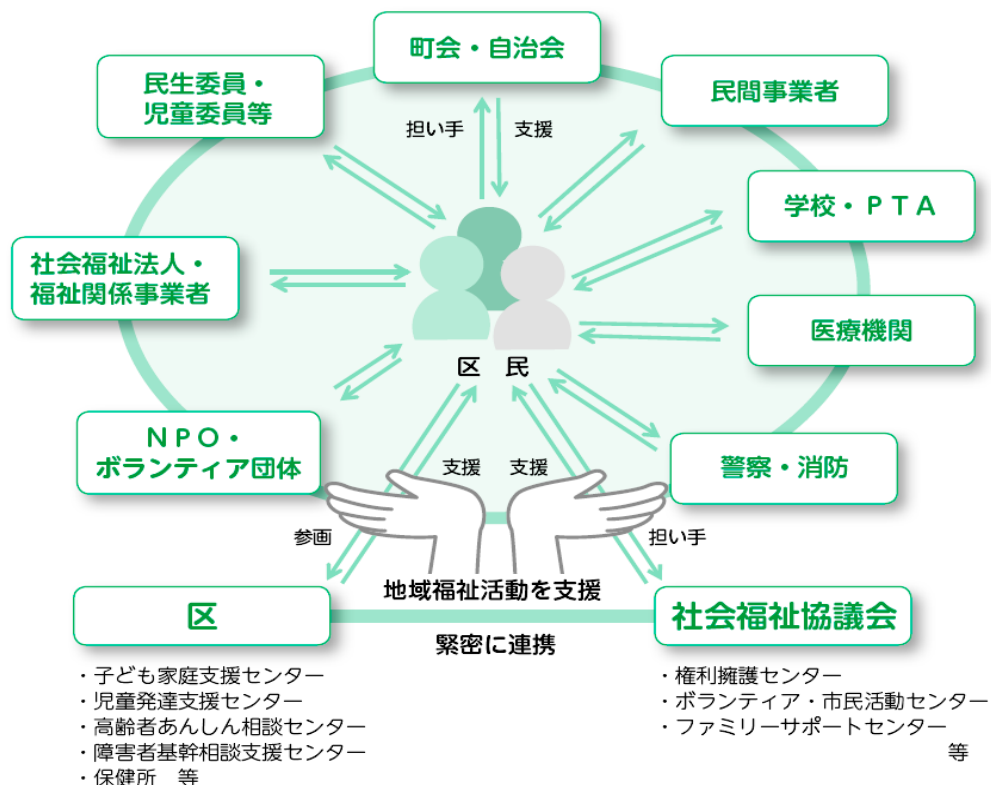 町会・自治会
民生委員・
児童委員等
民間事業者
担い手
支援
学校・ＰＴＡ
社会福祉法人・
福祉関係事業者
医療機関
区　民
ＮＰＯ・
ボランティア団体
警察・消防
支援
支援
参画
担い手
地域福祉活動を支援
区
社会福祉協議会
緊密に連携
・子ども家庭支援センター
・児童発達支援センター
・高齢者あんしん相談センター
・障害者基幹相談支援センター
・保健所　等
・権利擁護センター
・ボランティア・市民活動センター
・ファミリーサポートセンター
等